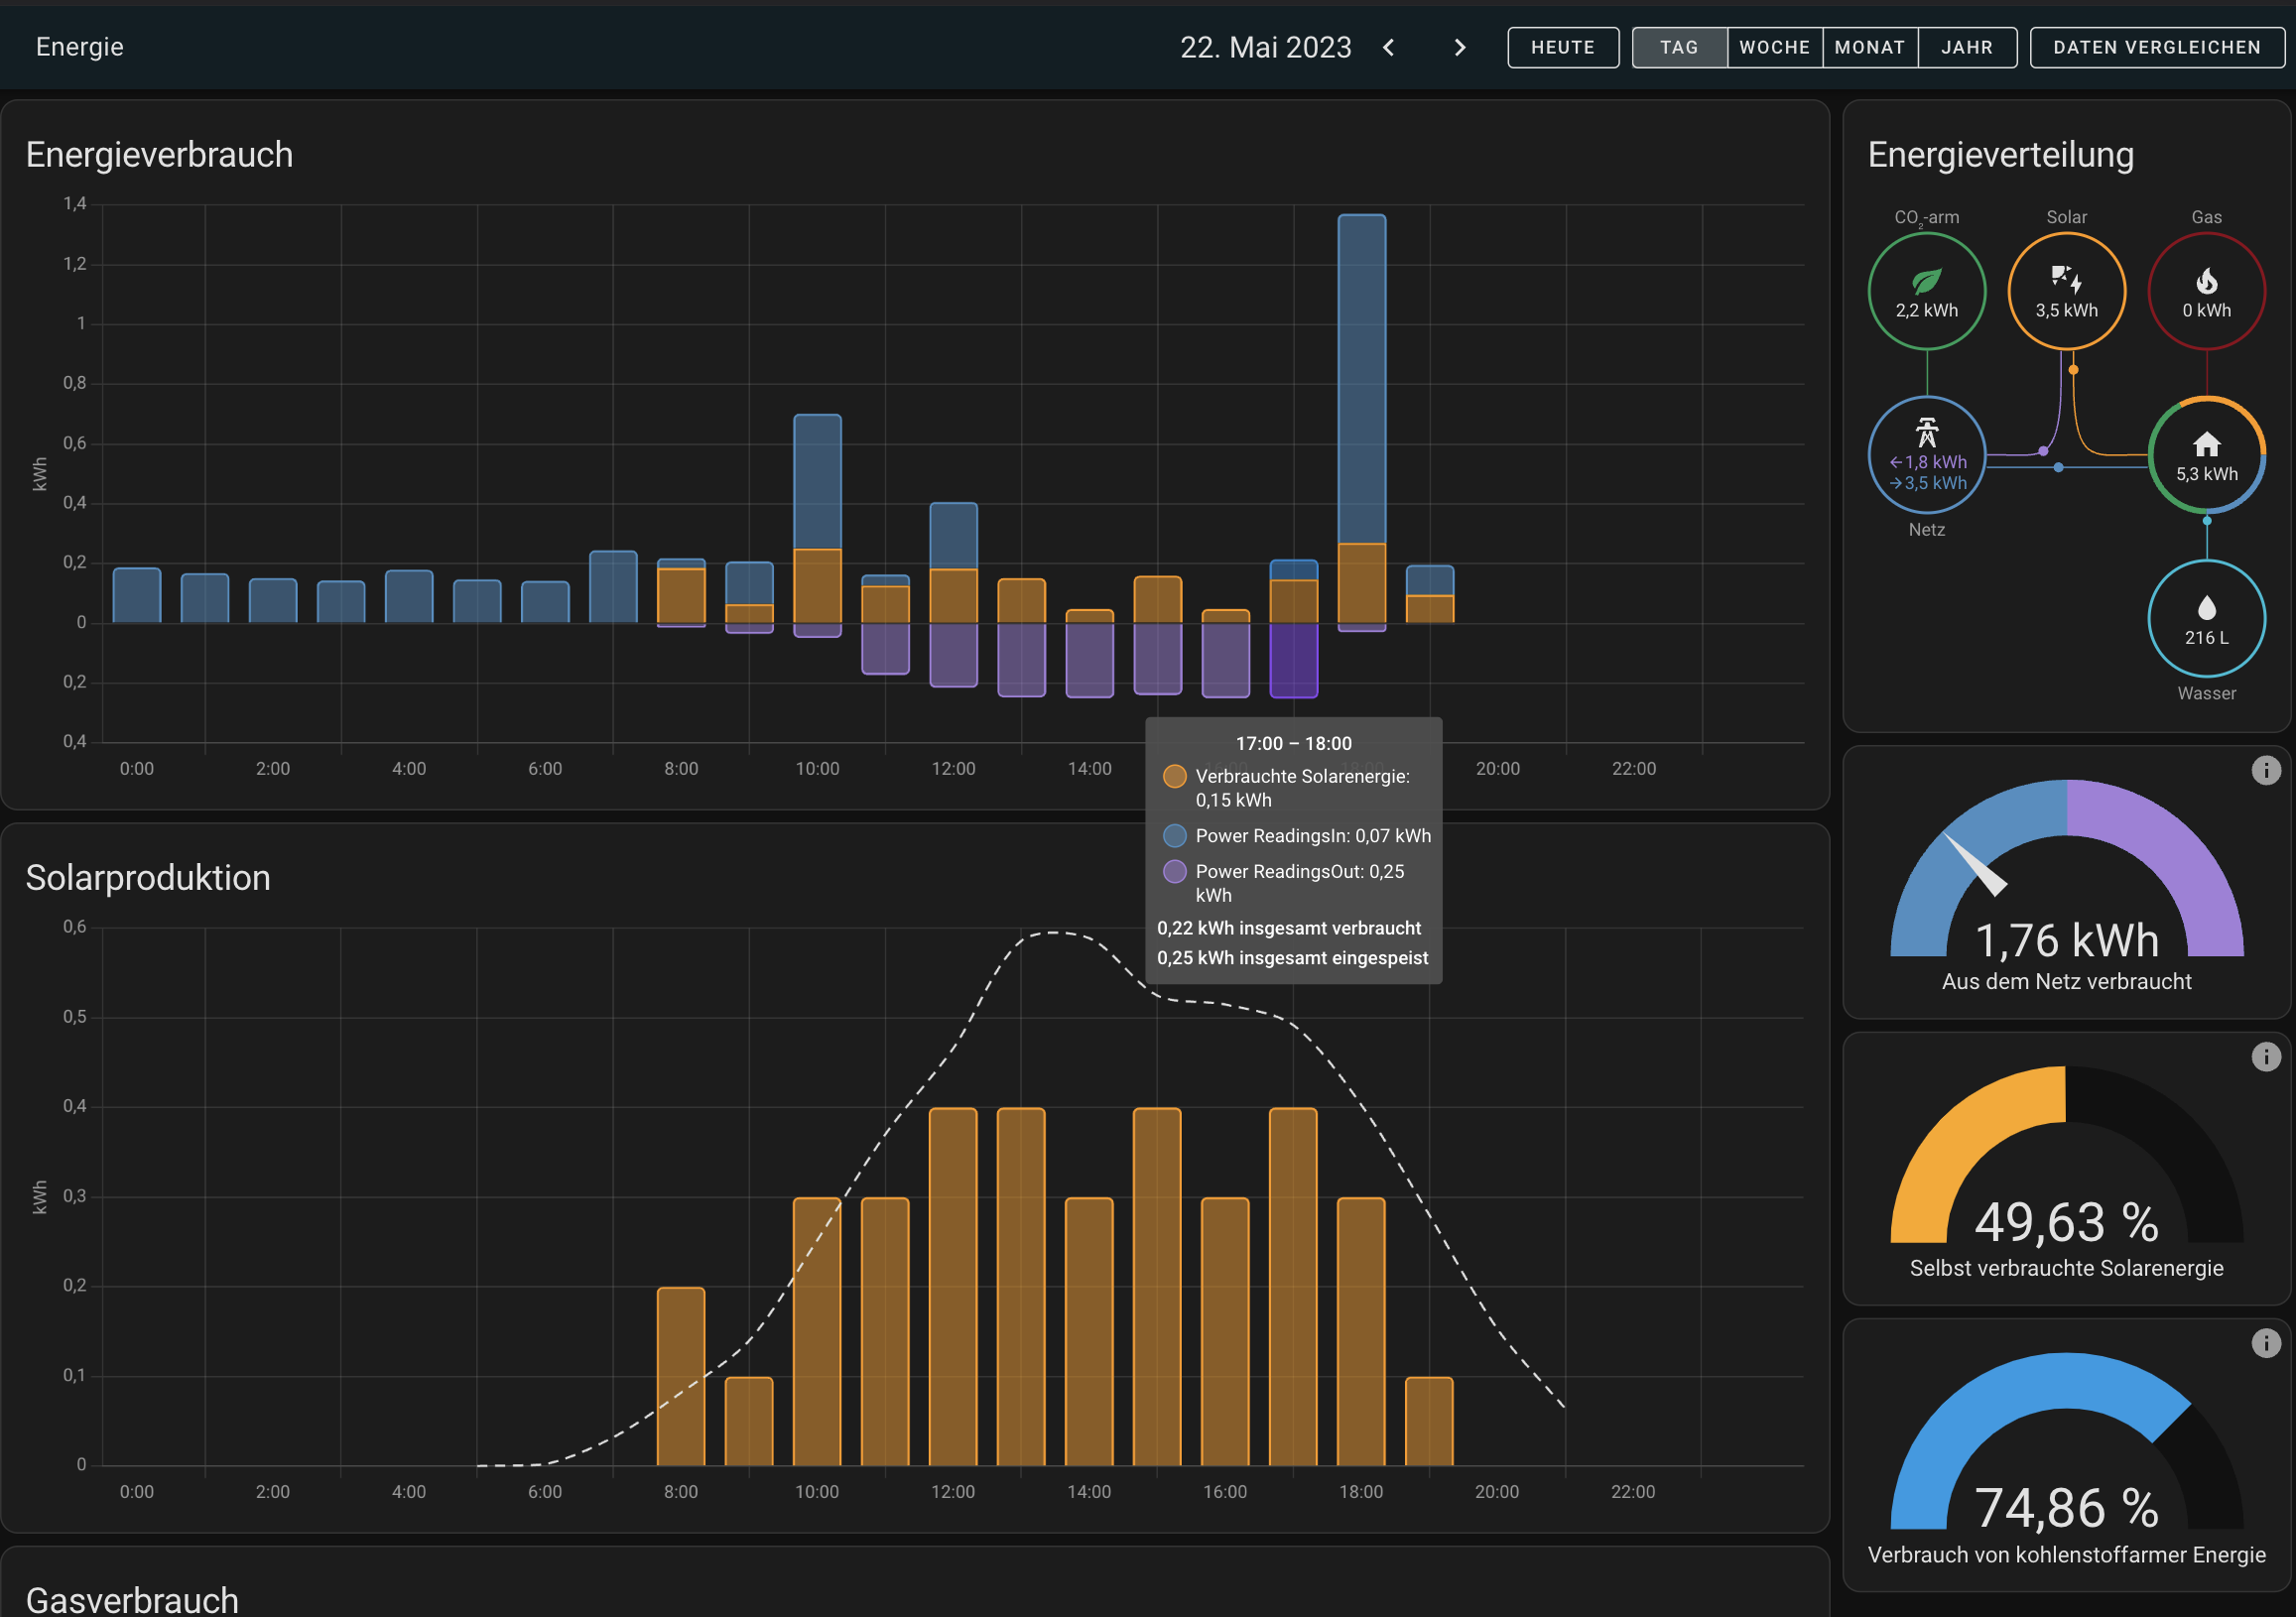 Energie
22. Mai 2023
HEUTE
TAG
WOCHE
MONAT
JAHR
DATEN VERGLEICHEN
Energieverbrauch
1,4
1,2
1
0,8
0,6
0,4
0,2
0
0,2
0,4
kWh
0:00
2:00
4:00
6:00
8:00
10:00
12:00
14:00
16:00
18:00
20:00
22:00
17:00 – 18:00
Verbrauchte Solarenergie:
0,15 kWh
Power ReadingsIn: 0,07 kWh
Power ReadingsOut: 0,25
kWh
0,22 kWh insgesamt verbraucht
0,25 kWh insgesamt eingespeist
Solarproduktion
0,6
0,5
0,4
0,3
0,2
0,1
0
kWh
0:00
2:00
4:00
6:00
8:00
10:00
12:00
14:00
16:00
18:00
20:00
22:00
Gasverbrauch
Energieverteilung
CO₂-arm
Solar
Gas
2,2 kWh
3,5 kWh
0 kWh
←1,8 kWh
→3,5 kWh
5,3 kWh
Netz
216 L
Wasser
1,76 kWh
Aus dem Netz verbraucht
49,63 %
Selbst verbrauchte Solarenergie
74,86 %
Verbrauch von kohlenstoffarmer Energie